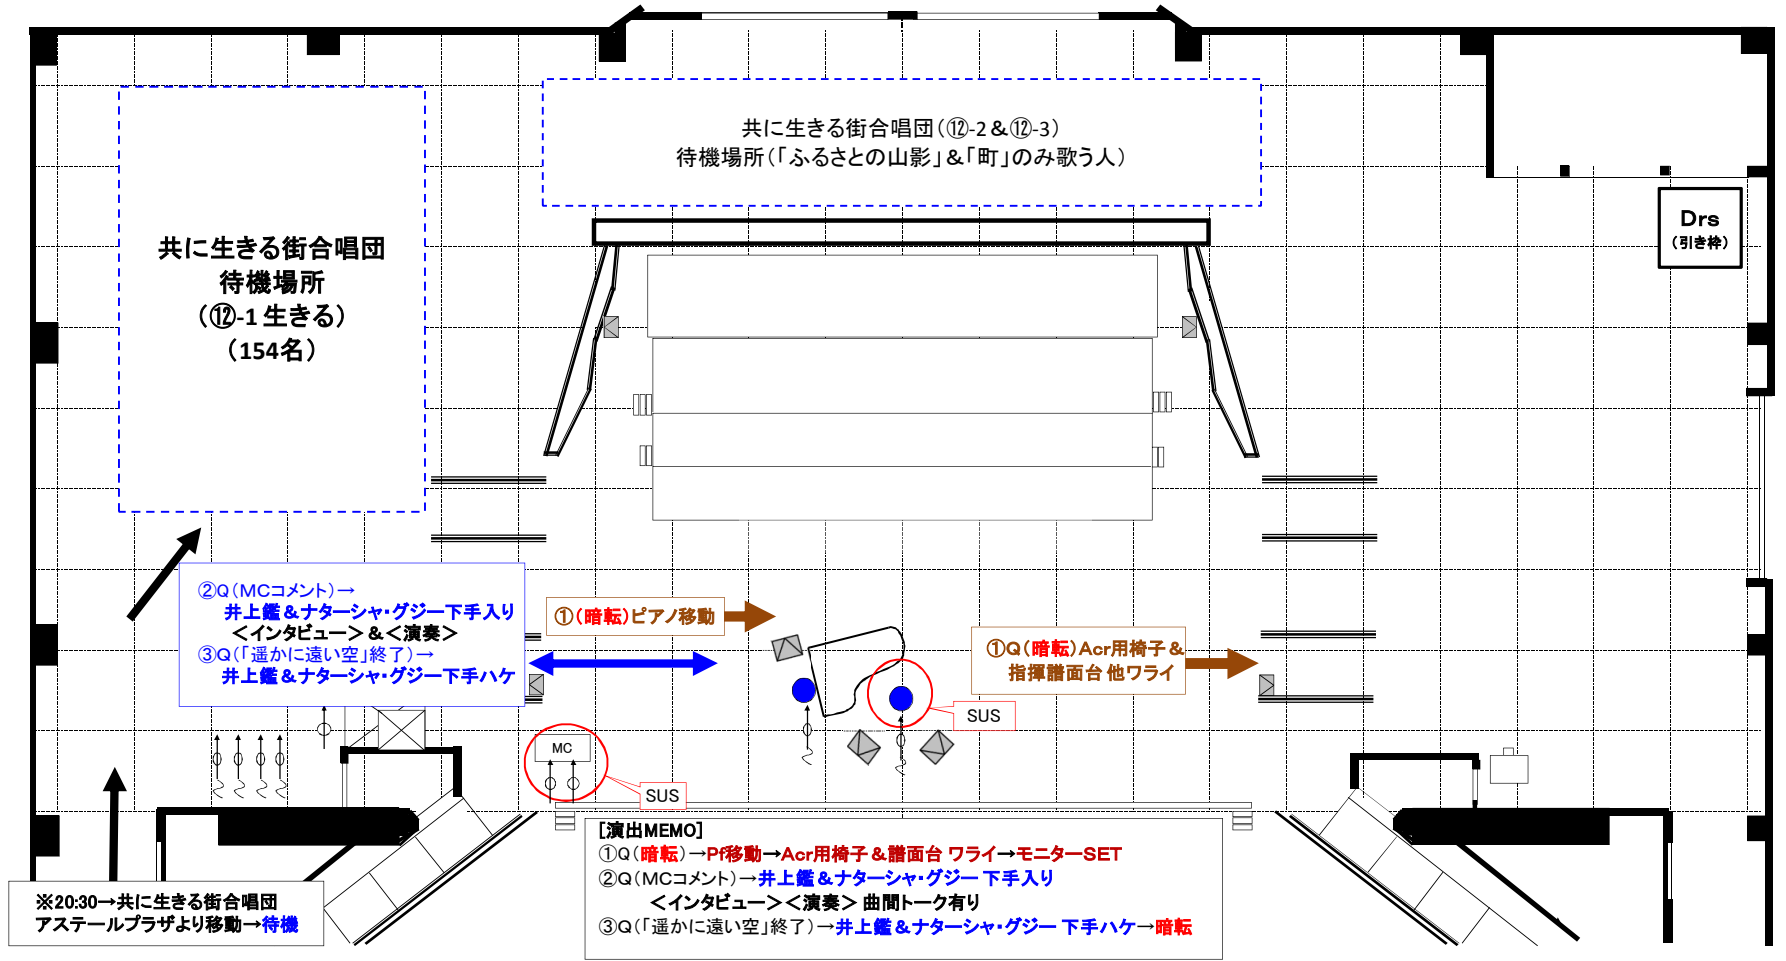 共に生きる街合唱団（⑫-2＆⑫-3）
待機場所（「ふるさとの山影」＆「町」のみ歌う人）
共に生きる街合唱団
待機場所
（⑫-1 生きる）
（154名）
Drs
（引き枠）
②Q（MCコメント）→
井上鑑＆ナターシャ・グジー下手入り
＜インタビュー＞＆＜演奏＞
③Q（「遥かに遠い空」終了）→
井上鑑＆ナターシャ・グジー下手ハケ
①（暗転）ピアノ移動
①Q（暗転）Acr用椅子＆
指揮譜面台 他ワライ
SUS
MC
SUS
［演出MEMO］
①Q（暗転）→Pf移動→Acr用椅子＆譜面台 ワライ→モニターSET
②Q（MCコメント）→井上鑑＆ナターシャ・グジー 下手入り
＜インタビュー＞＜演奏＞ 曲間トーク有り
③Q（「遥かに遠い空」終了）→井上鑑＆ナターシャ・グジー 下手ハケ→暗転
※20:30→共に生きる街合唱団
アステールプラザより移動→待機